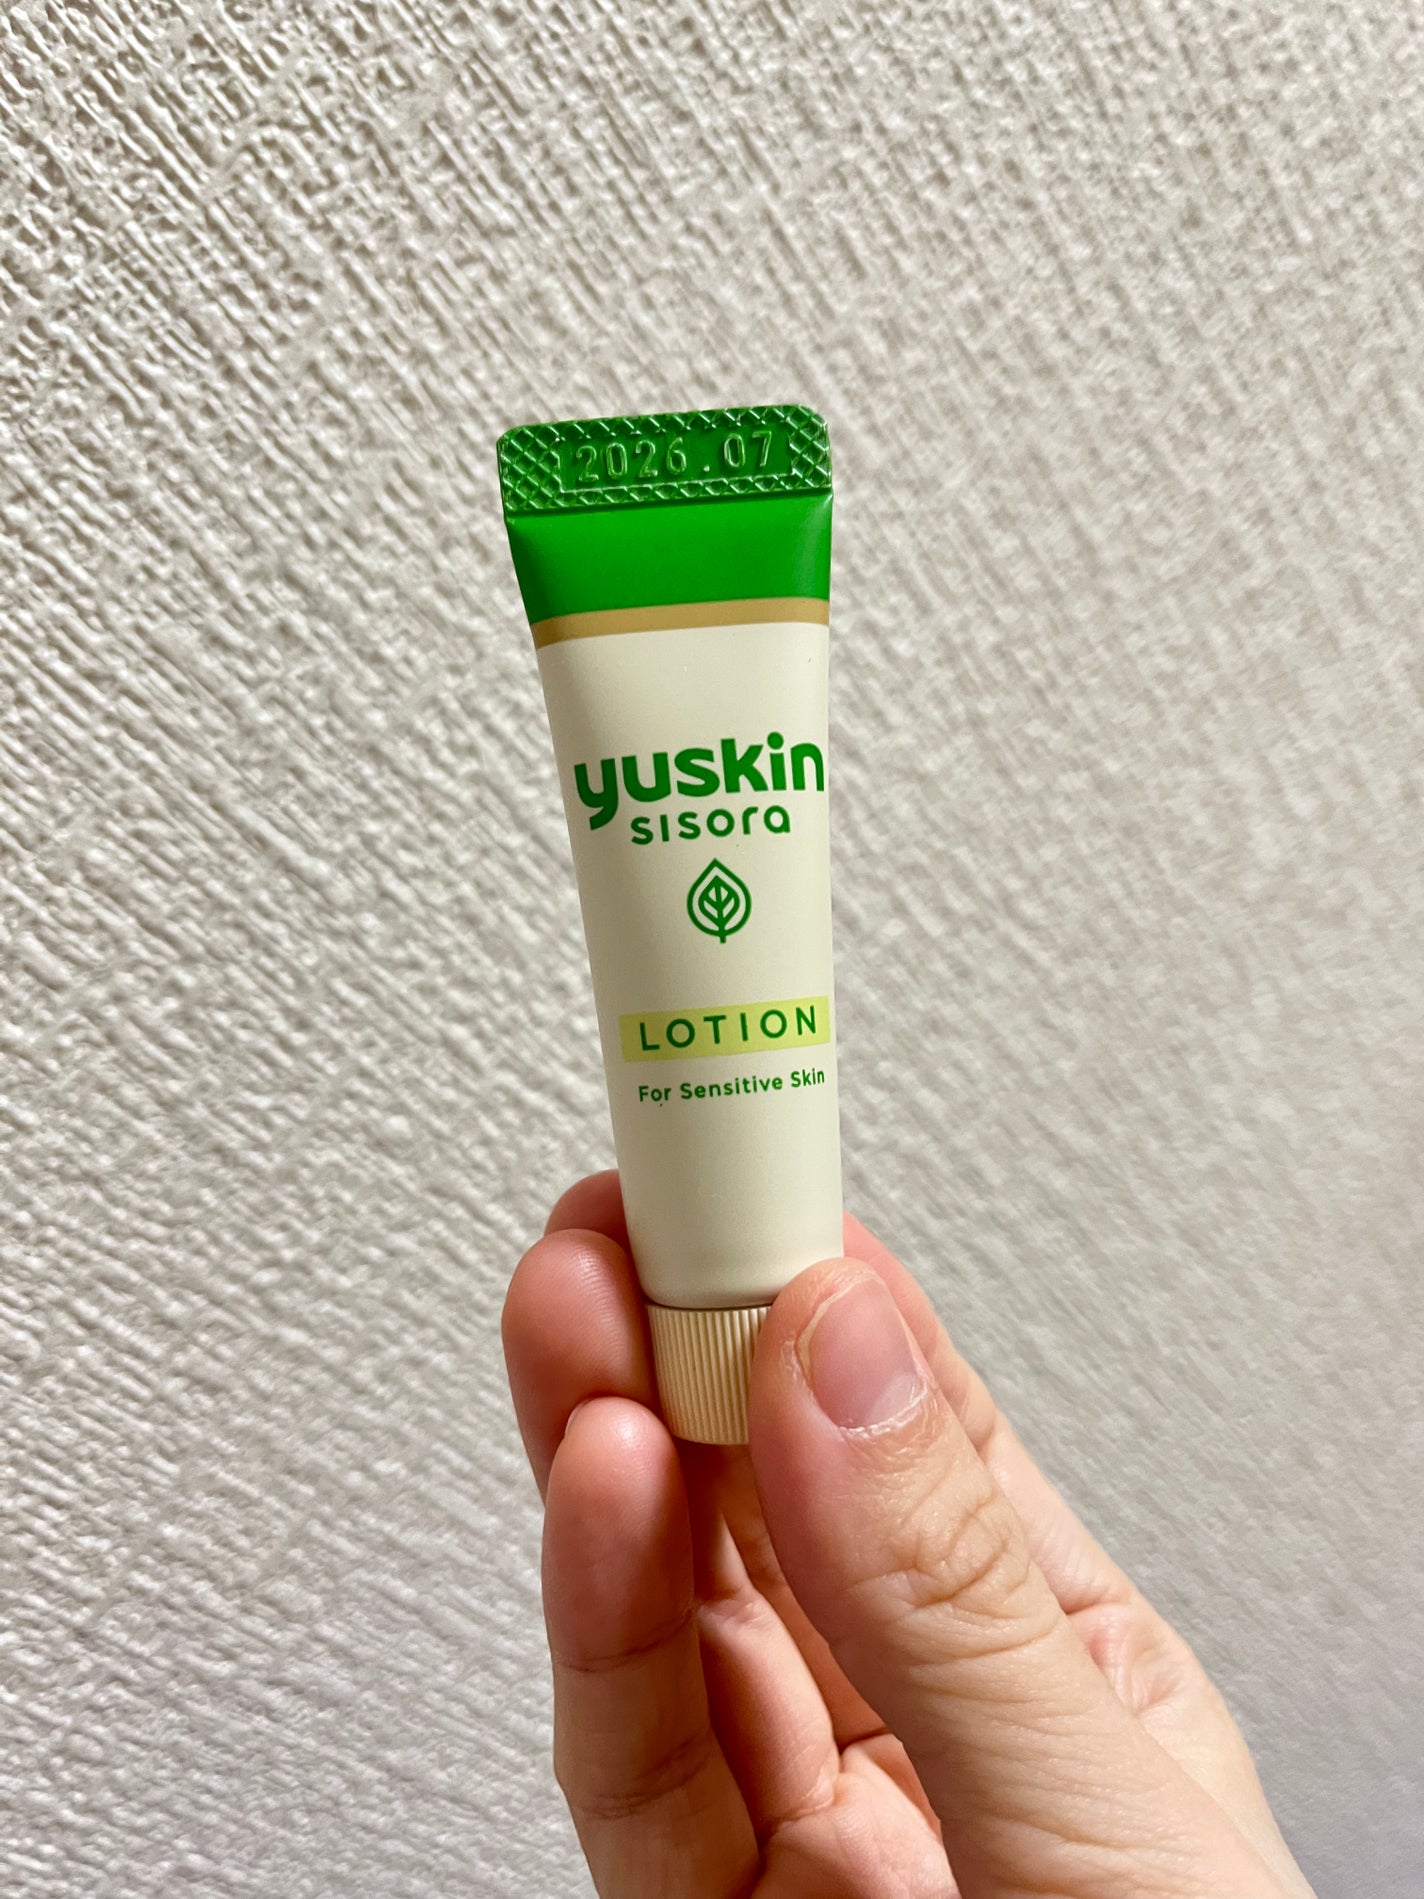 2026.07
yuskin
sisora
LOTION
For Sensitive Skin